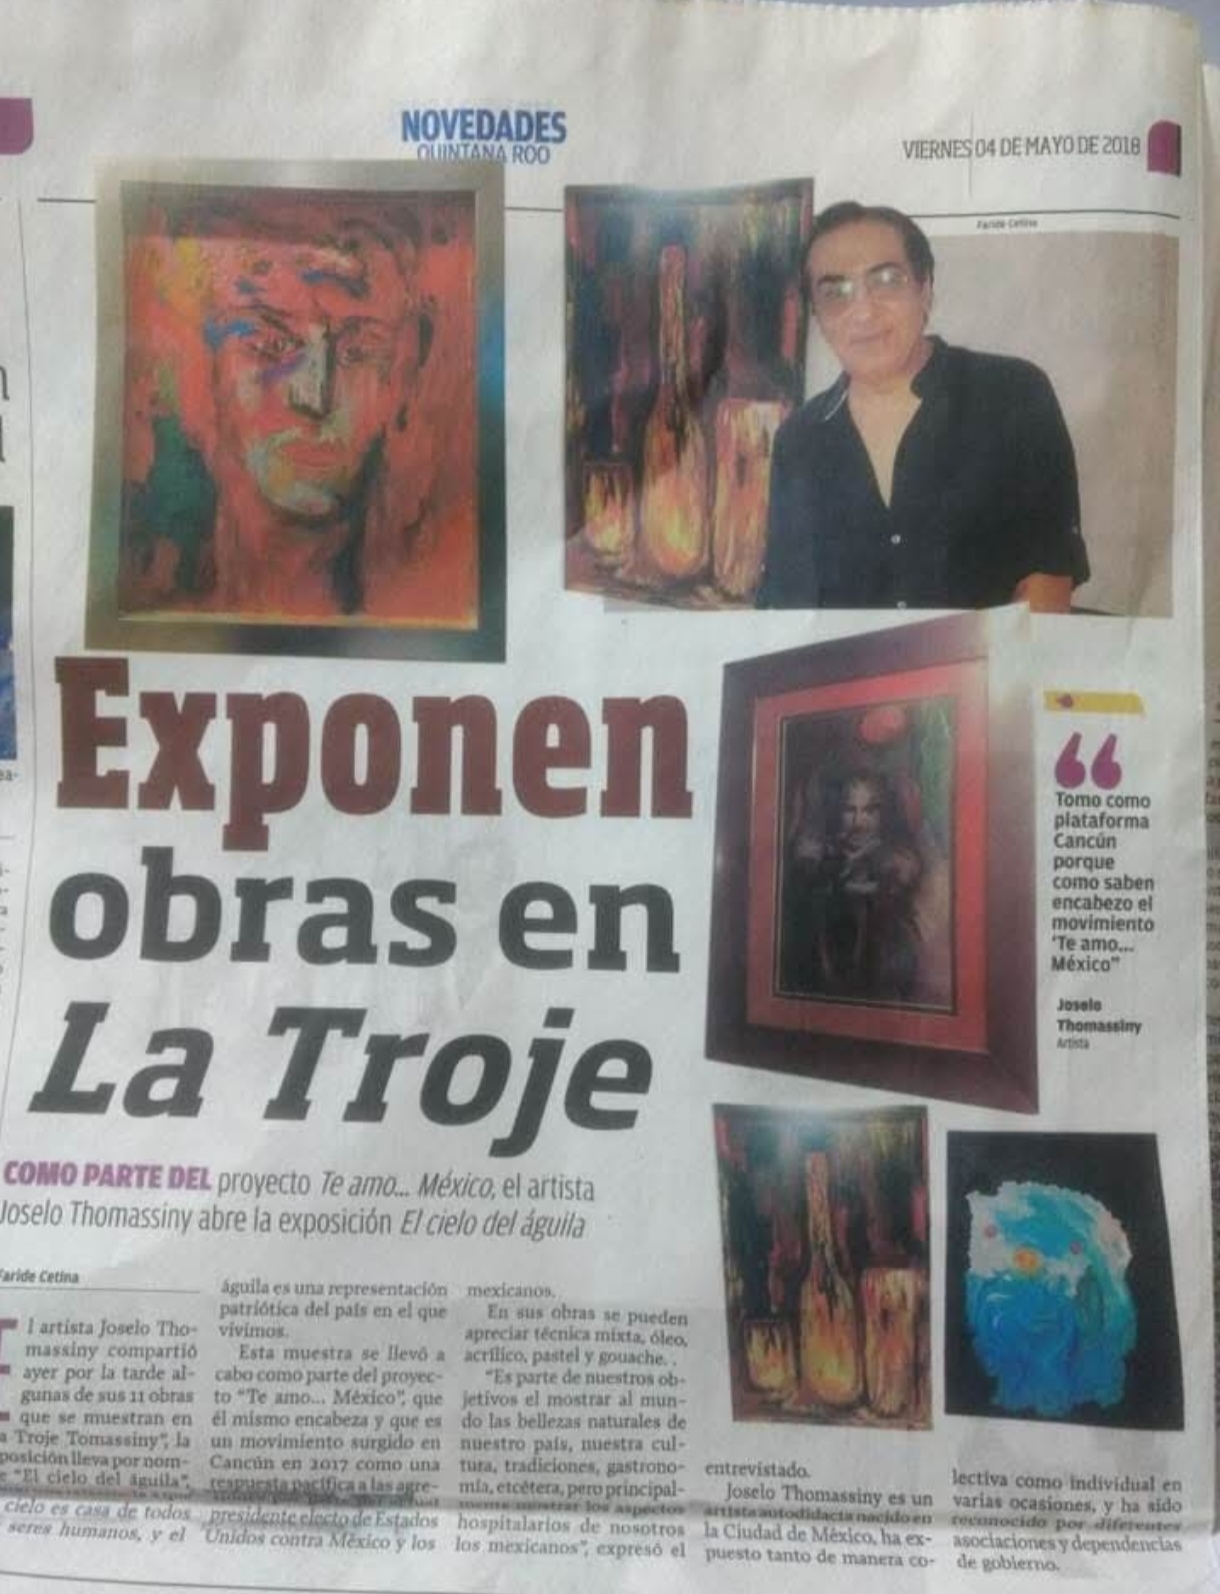 NOVEDADES
QUINTANA ROO
VIERNES 04 DE MAYO DE 2018
Faride Cetina
Exponen
obras en
La Troje
COMO PARTE DEL proyecto Te amo... México, el artista
Joselo Thomassiny abre la exposición El cielo del águila
“
Tomo como
plataforma
Cancún
porque
como saben
encabezo el
movimiento
‘Te amo...
México”
Joselo
Thomassiny
Artista
Faride Cetina
l artista Joselo Tho-
massiny compartió
ayer por la tarde al-
gunas de sus 11 obras
que se muestran en
Troje Tomassiny”, la
posición lleva por nom-
“El cielo del águila”,
cielo es casa de todos
seres humanos, y el
águila es una representación
patriótica del país en el que
vivimos.
Esta muestra se llevó a
cabo como parte del proyec-
to “Te amo... México”, que
él mismo encabeza y que es
un movimiento surgido en
Cancún en 2017 como una
respuesta pacífica a las agre-
presidente electo de Estados
Unidos contra México y los
mexicanos.
En sus obras se pueden
apreciar técnica mixta, óleo,
acrílico, pastel y gouache. .
“Es parte de nuestros ob-
jetivos el mostrar al mun-
do las bellezas naturales de
nuestro país, nuestra cul-
tura, tradiciones, gastrono-
mía, etcétera, pero principal-
mente mostrar los aspectos
hospitalarios de nosotros
los mexicanos”, expresó el
entrevistado.
Joselo Thomassiny es un
artista autodidacta nacido en
la Ciudad de México, ha ex-
puesto tanto de manera co-
lectiva como individual en
varias ocasiones, y ha sido
reconocido por diferentes
asociaciones y dependencias
de gobierno.